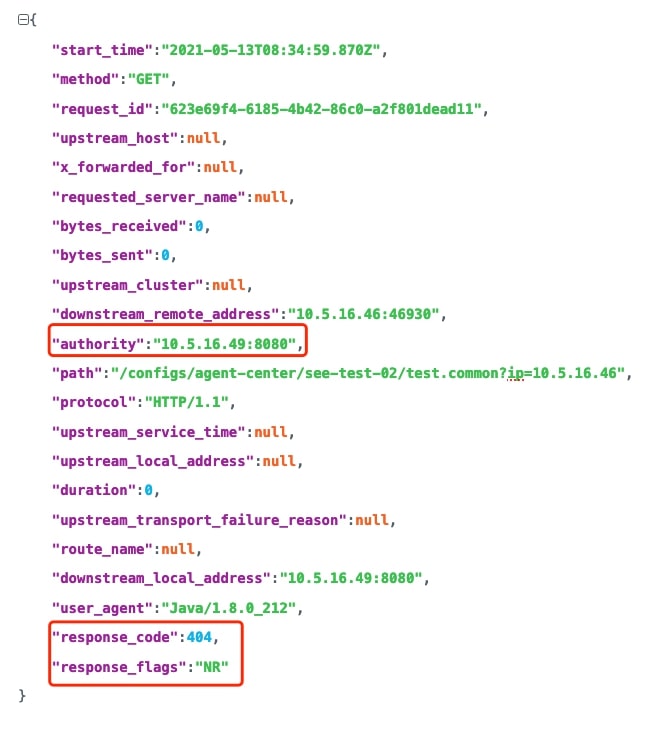 {
"start_time":"2021-05-13T08:34:59.870Z",
"method":"GET",
"request_id":"623e69f4-6185-4b42-86c0-a2f801dead11",
"upstream_host":null,
"x_forwarded_for":null,
"requested_server_name":null,
"bytes_received":0,
"bytes_sent":0,
"upstream_cluster":null,
"downstream_remote_address":"10.5.16.46:46930",
"authority":"10.5.16.49:8080",
"path":"/configs/agent-center/see-test-02/test.common?ip=10.5.16.46",
"protocol":"HTTP/1.1",
"upstream_service_time":null,
"upstream_local_address":null,
"duration":0,
"upstream_transport_failure_reason":null,
"route_name":null,
"downstream_local_address":"10.5.16.49:8080",
"user_agent":"Java/1.8.0_212",
"response_code":404,
"response_flags":"NR"
}